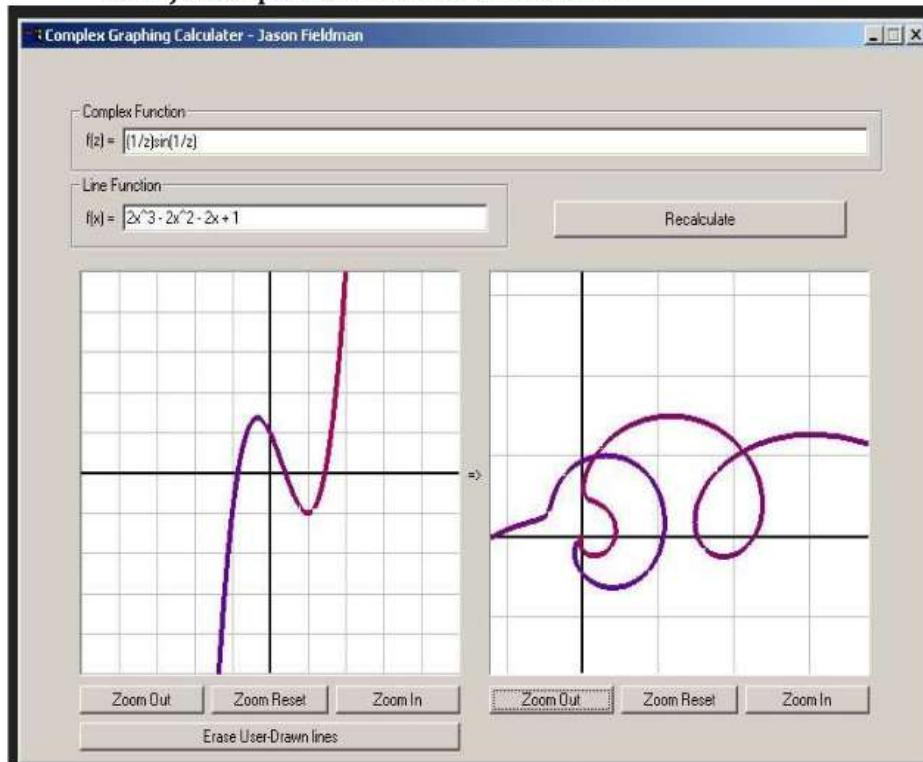 Complex Graphing Calculater - Jason Fieldman
Complex Function
f(z) = (1/z)sin(1/z)
Line Function
f(x) = 2x^3 - 2x^2 - 2x + 1
Recalculate
=>
Zoom Out Zoom Reset Zoom In Zoom Out Zoom Reset Zoom In
Erase User-Drawn lines